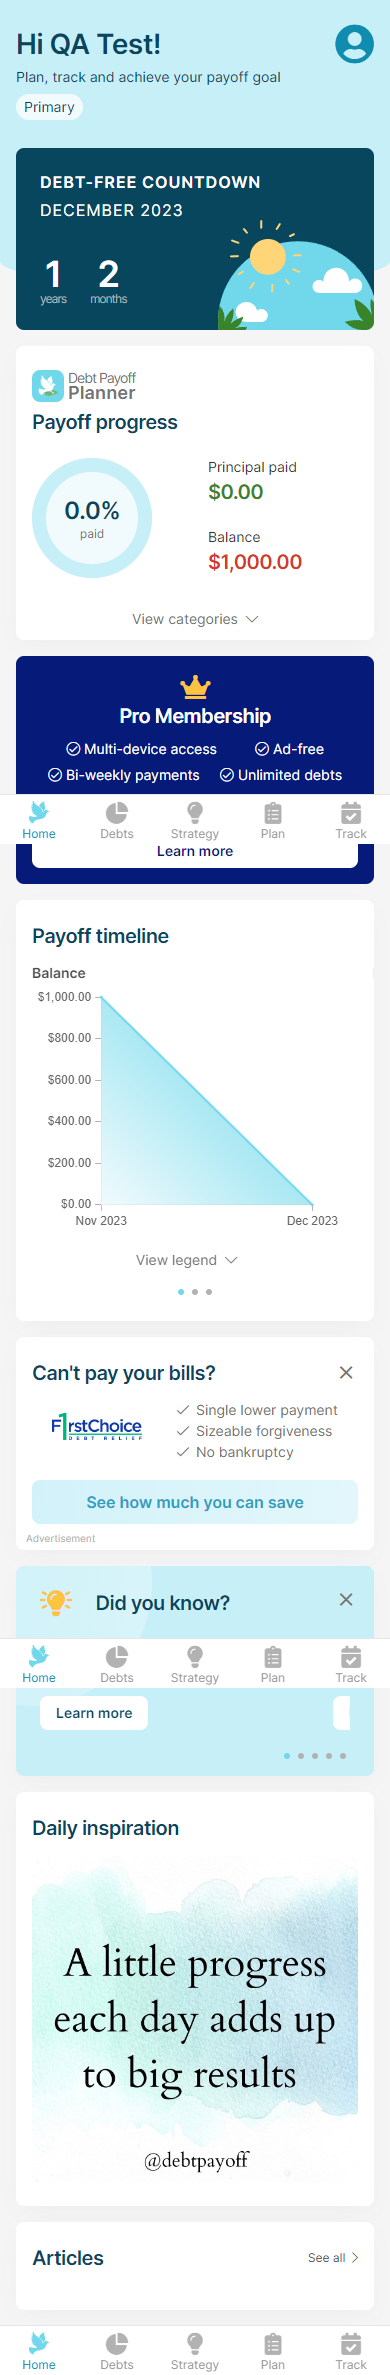 Hi QA Test!
Plan, track and achieve your payoff goal
Primary
DEBT-FREE COUNTDOWN
DECEMBER 2023
1 2
years months
Debt Payoff
Planner
Payoff progress
0.0%
paid
Principal paid
$0.00
Balance
$1,000.00
View categories
Pro Membership
Multi-device access Ad-free
Bi-weekly payments Unlimited debts
Home Debts Strategy Plan Track
Learn more
Payoff timeline
Balance
$1,000.00
$800.00
$600.00
$400.00
$200.00
$0.00
Nov 2023 Dec 2023
View legend
Can't pay your bills?
F1rstChoice
DEBT RELIEF
Single lower payment
Sizeable forgiveness
No bankruptcy
See how much you can save
Advertisement
Did you know?
Home Debts Strategy Plan Track
Learn more
Daily inspiration
A little progress
each day adds up
to big results
@debtpayoff
Articles See all
Home Debts Strategy Plan Track